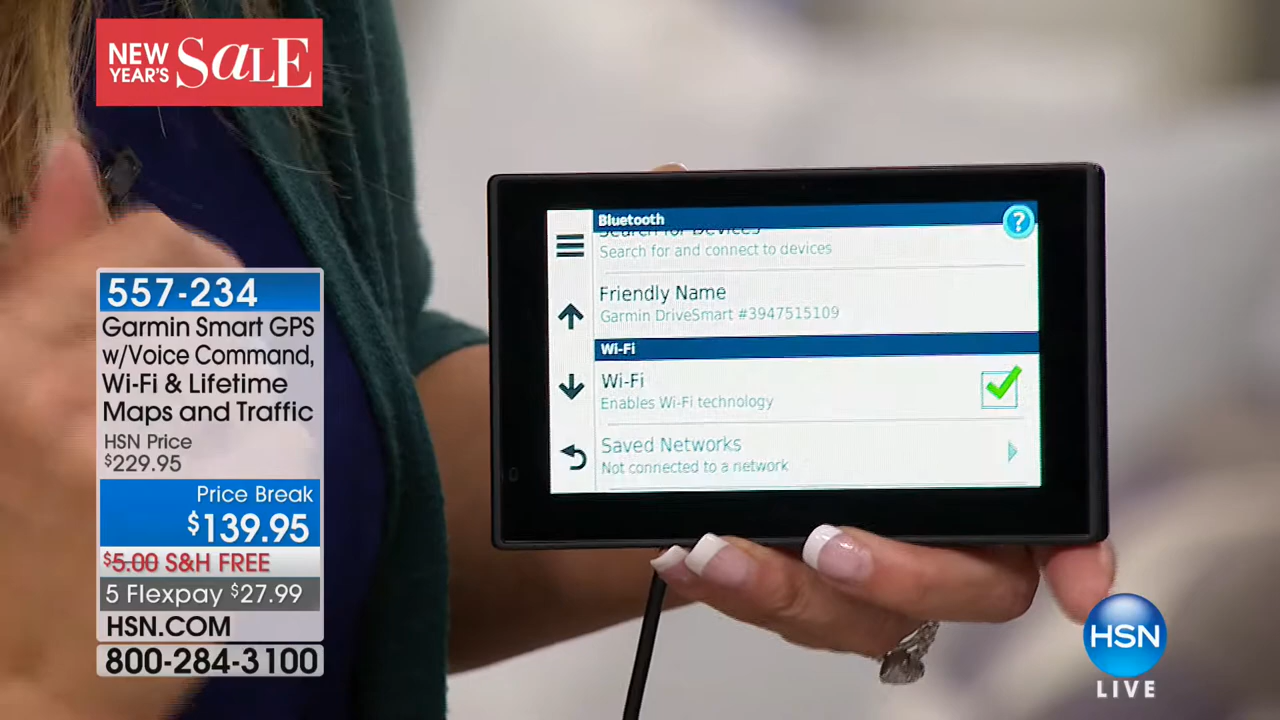 NEW
YEAR'S
SALE
557-234
Garmin Smart GPS
w/Voice Command,
Wi-Fi & Lifetime
Maps and Traffic
HSN Price
$229.95
Price Break
$139.95
$5.00 S&H FREE
5 Flexpay $27.99
HSN.COM
800-284-3100
Bluetooth
?
Search for Devices
Search for and connect to devices
Friendly Name
Garmin DriveSmart #3947515109
Wi-Fi
Wi-Fi
Enables Wi-Fi technology
Saved Networks
Not connected to a network
HSN
LIVE